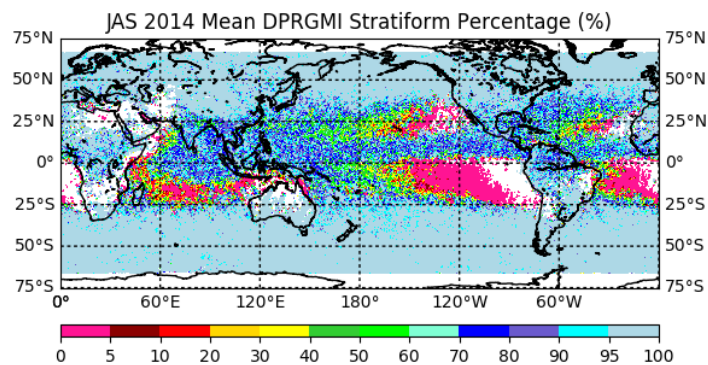 JAS 2014 Mean DPRGMI Stratiform Percentage (%)
75°N 75°N
50°N 50°N
25°N 25°N
0° 0°
25°S 25°S
50°S 50°S
75°S 75°S
0° 60°E 120°E 180° 120°W 60°W
0 5 10 20 30 40 50 60 70 80 90 95 100